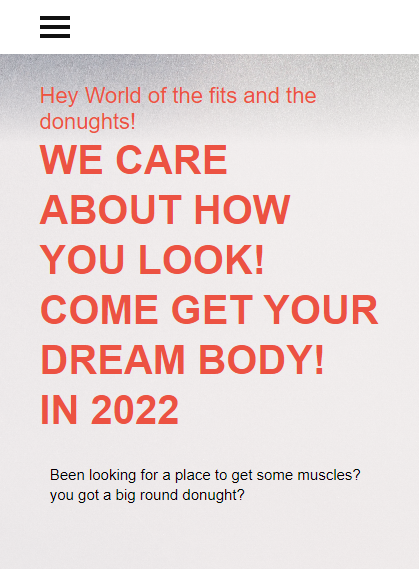 Hey World of the fits and the
donughts!
WE CARE
ABOUT HOW
YOU LOOK!
COME GET YOUR
DREAM BODY!
IN 2022
Been looking for a place to get some muscles?
you got a big round donught?